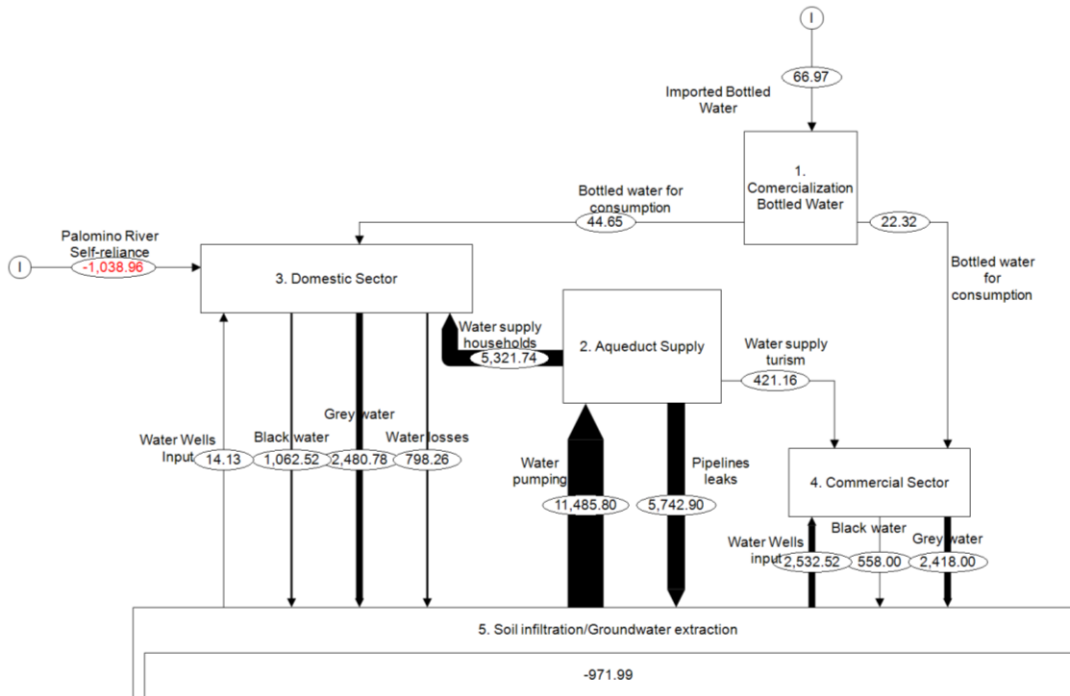 I
66.97
Imported Bottled
Water
1.
Comercialization
Bottled Water
Bottled water for
consumption
44.65
22.32
Bottled water
for
consumption
Palomino River
Self-reliance
I
-1,038.96
3. Domestic Sector
2. Aqueduct Supply
Water supply
households
5,321.74
Water supply
turism
421.16
Water Wells
Input
14.13
Black water
1,062.52
Grey water
2,480.78
Water losses
798.26
Water
pumping
11,485.80
Pipelines
leaks
5,742.90
4. Commercial Sector
Water Wells
input
2,532.52
Black water
558.00
Grey water
2,418.00
5. Soil infiltration/Groundwater extraction
-971.99